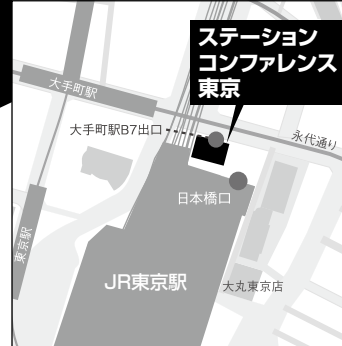 ステーション
コンファレンス
東京
大手町駅
大手町駅B7出口
永代通り
日本橋口
東京駅
JR東京駅
大丸東京店